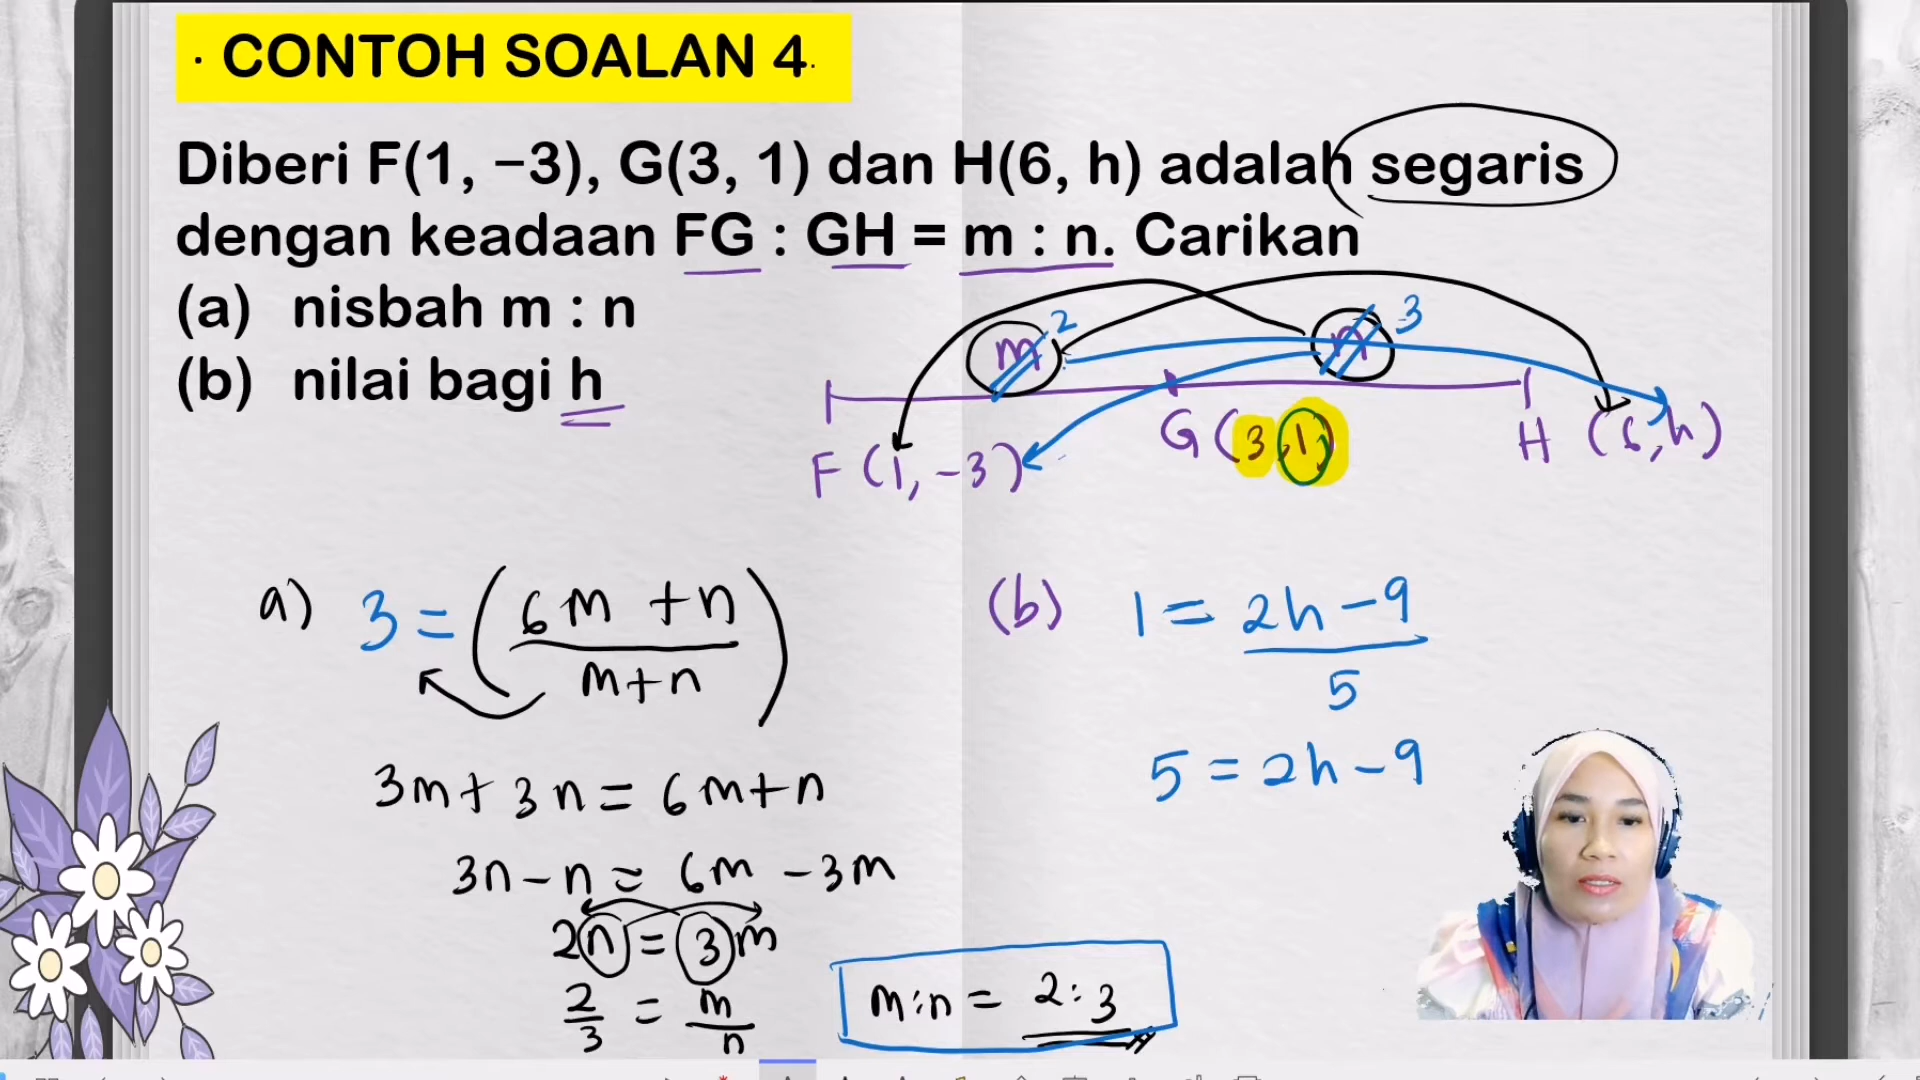 · CONTOH SOALAN 4.
Diberi F(1, −3), G(3, 1) dan H(6, h) adalah segaris
dengan keadaan FG : GH = m : n. Carikan
(a) nisbah m : n
(b) nilai bagi h
m 2 n 3
F (1, -3) G (3, 1) H (6, h)
a) 3 = (6m + n / m + n)
3m + 3n = 6m + n
3n - n = 6m - 3m
2n = 3m
2/3 = m/n
m:n = 2:3
(b) 1 = 2h - 9 / 5
5 = 2h - 9